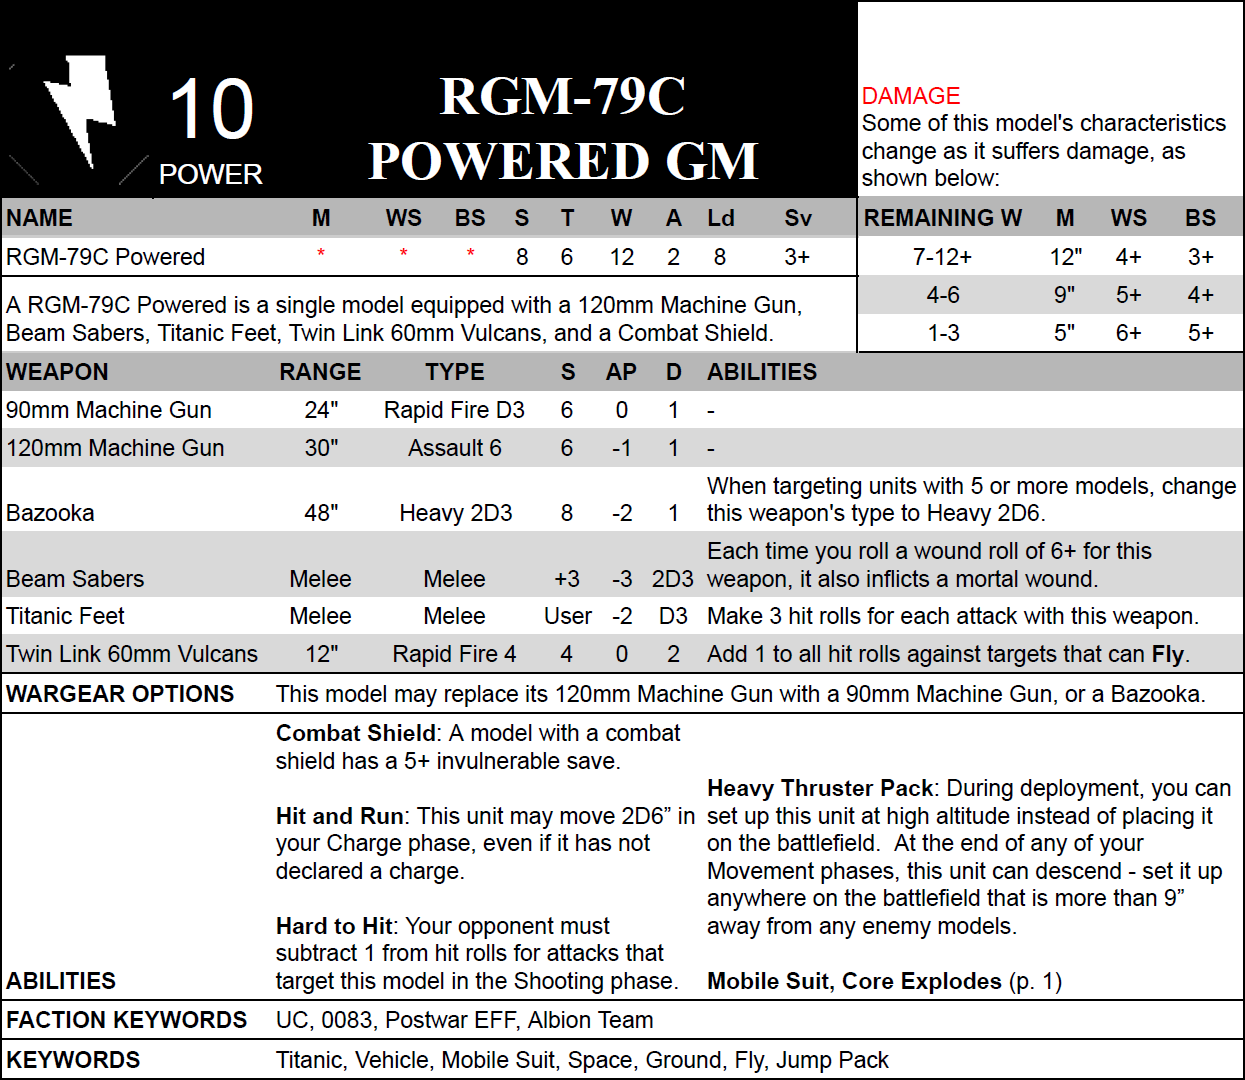 10
POWER
RGM-79C
POWERED GM
DAMAGE
Some of this model's characteristics
change as it suffers damage, as
shown below:
NAME M WS BS S T W A Ld Sv
RGM-79C Powered * * * 8 6 12 2 8 3+
A RGM-79C Powered is a single model equipped with a 120mm Machine Gun,
Beam Sabers, Titanic Feet, Twin Link 60mm Vulcans, and a Combat Shield.
REMAINING W M WS BS
7-12+ 12" 4+ 3+
4-6 9" 5+ 4+
1-3 5" 6+ 5+
WEAPON RANGE TYPE S AP D ABILITIES
90mm Machine Gun 24" Rapid Fire D3 6 0 1 -
120mm Machine Gun 30" Assault 6 6 -1 1 -
When targeting units with 5 or more models, change
Bazooka 48" Heavy 2D3 8 -2 1 this weapon's type to Heavy 2D6.
Each time you roll a wound roll of 6+ for this
Beam Sabers Melee Melee +3 -3 2D3 weapon, it also inflicts a mortal wound.
Titanic Feet Melee Melee User -2 D3 Make 3 hit rolls for each attack with this weapon.
Twin Link 60mm Vulcans 12" Rapid Fire 4 4 0 2 Add 1 to all hit rolls against targets that can Fly.
WARGEAR OPTIONS This model may replace its 120mm Machine Gun with a 90mm Machine Gun, or a Bazooka.
ABILITIES
Combat Shield: A model with a combat
shield has a 5+ invulnerable save.
Hit and Run: This unit may move 2D6” in
your Charge phase, even if it has not
declared a charge.
Hard to Hit: Your opponent must
subtract 1 from hit rolls for attacks that
target this model in the Shooting phase.
Heavy Thruster Pack: During deployment, you can
set up this unit at high altitude instead of placing it
on the battlefield.  At the end of any of your
Movement phases, this unit can descend - set it up
anywhere on the battlefield that is more than 9”
away from any enemy models.
Mobile Suit, Core Explodes (p. 1)
FACTION KEYWORDS UC, 0083, Postwar EFF, Albion Team
KEYWORDS Titanic, Vehicle, Mobile Suit, Space, Ground, Fly, Jump Pack